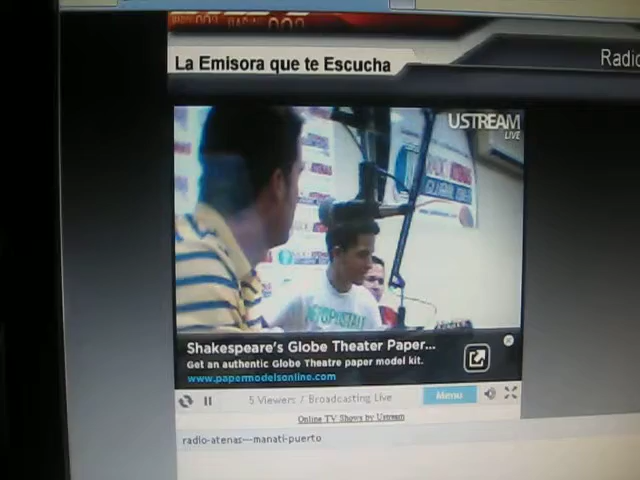 La Emisora que te Escucha
USTREAM
LIVE
AEROPOSTALE
Shakespeare's Globe Theater Paper...
Get an authentic Globe Theatre paper model kit.
www.papermodelsonline.com
5 Viewers / Broadcasting Live
Menu
Online TV Shows by Ustream
radio-atenas---manati-puerto